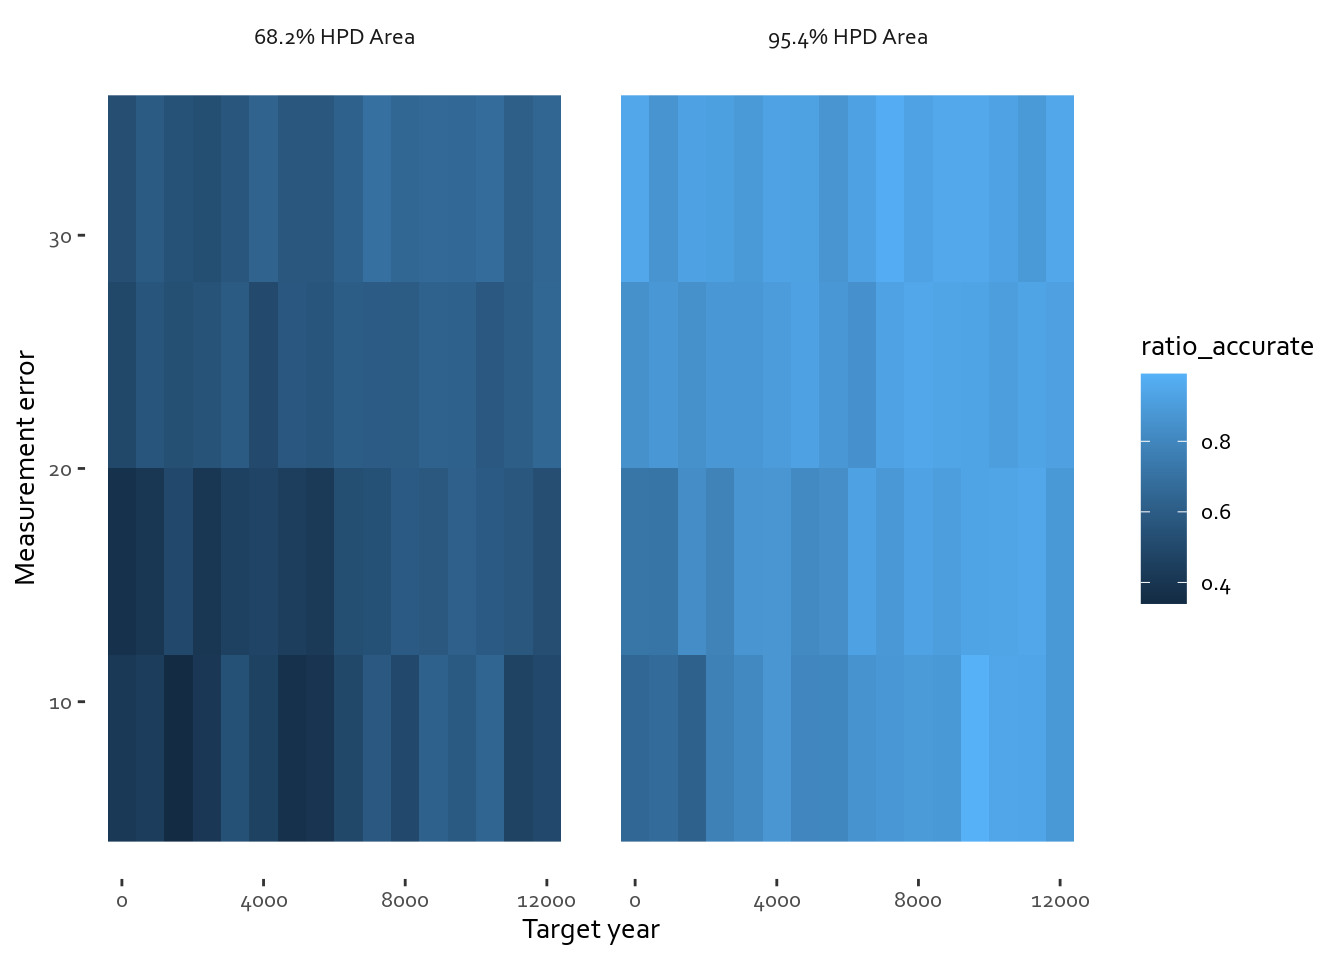 68.2% HPD Area
95.4% HPD Area
30
20
10
Measurement error
0 4000 8000 12000
0 4000 8000 12000
Target year
ratio_accurate
0.8
0.6
0.4